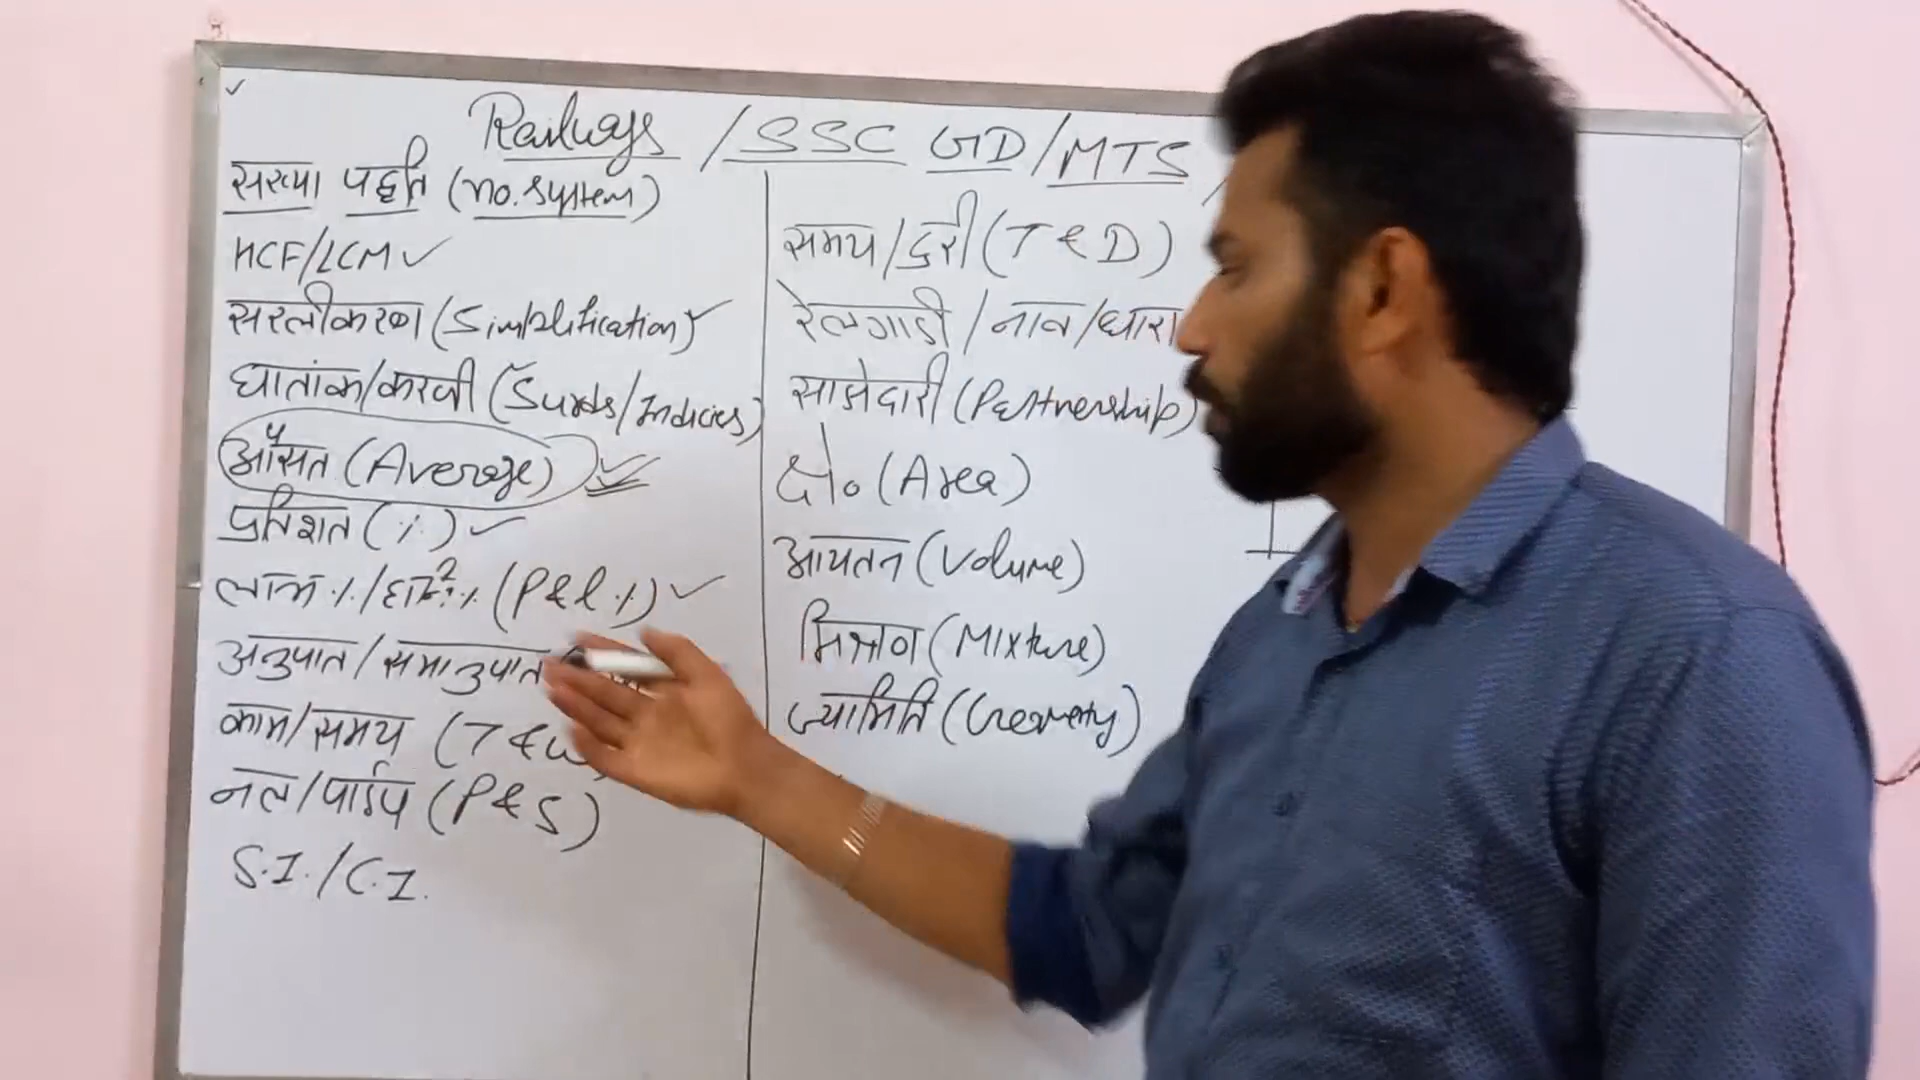 Railways / SSC GD / MTS
संख्या पद्धति (No. System)
HCF/LCM ✓
सरलीकरण (Simplification) ✓
घातांक/करणी (Surds/Indicies)
औसत (Average) ✓
प्रतिशत (%) ✓
लाभ%/हानि% (P&L%) ✓
अनुपात/समानुपात
काम/समय (T&W
नल/पाईप (P&S)
S.I./C.I.
समय/दुरी (T&D)
रेलगाडी/नाव/धारा
साझेदारी (Partnership)
क्षे० (Area)
आयतन (Volume)
मिश्रण (Mixture)
ज्यामिति (Geometry)